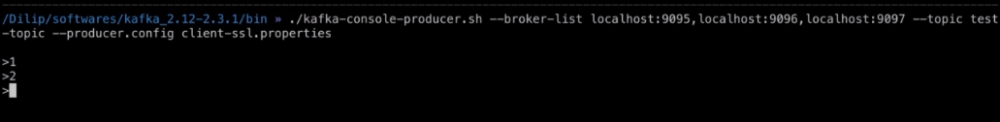 /Dilip/softwares/kafka_2.12-2.3.1/bin » ./kafka-console-producer.sh --broker-list localhost:9095,localhost:9096,localhost:9097 --topic test
-topic --producer.config client-ssl.properties
>1
>2
>